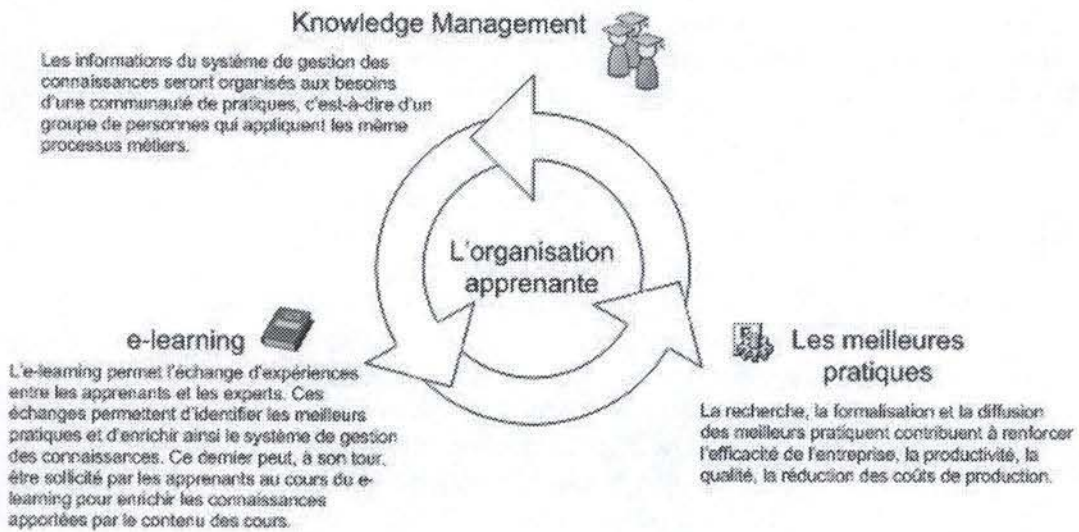 Knowledge Management
Les informations du système de gestion des
connaissances seront organisés aux besoins
d'une communauté de pratiques, c'est-à-dire d'un
groupe de personnes qui appliquent les même
processus métiers.
L'organisation
apprenante
e-learning
L'e-learning permet l'échange d'expériences
entre les apprenants et les experts. Ces
échanges permettent d'identifier les meilleurs
pratiques et d'enrichir ainsi le système de gestion
des connaissances. Ce dernier peut, à son tour,
être sollicité par les apprenants au cours du e-
learning pour enrichir les connaissances
apportées par le contenu des cours.
Les meilleures
pratiques
La recherche, la formalisation et la diffusion
des meilleurs pratiquent contribuent à renforcer
l'efficacité de l'entreprise, la productivité, la
qualité, la réduction des coûts de production.